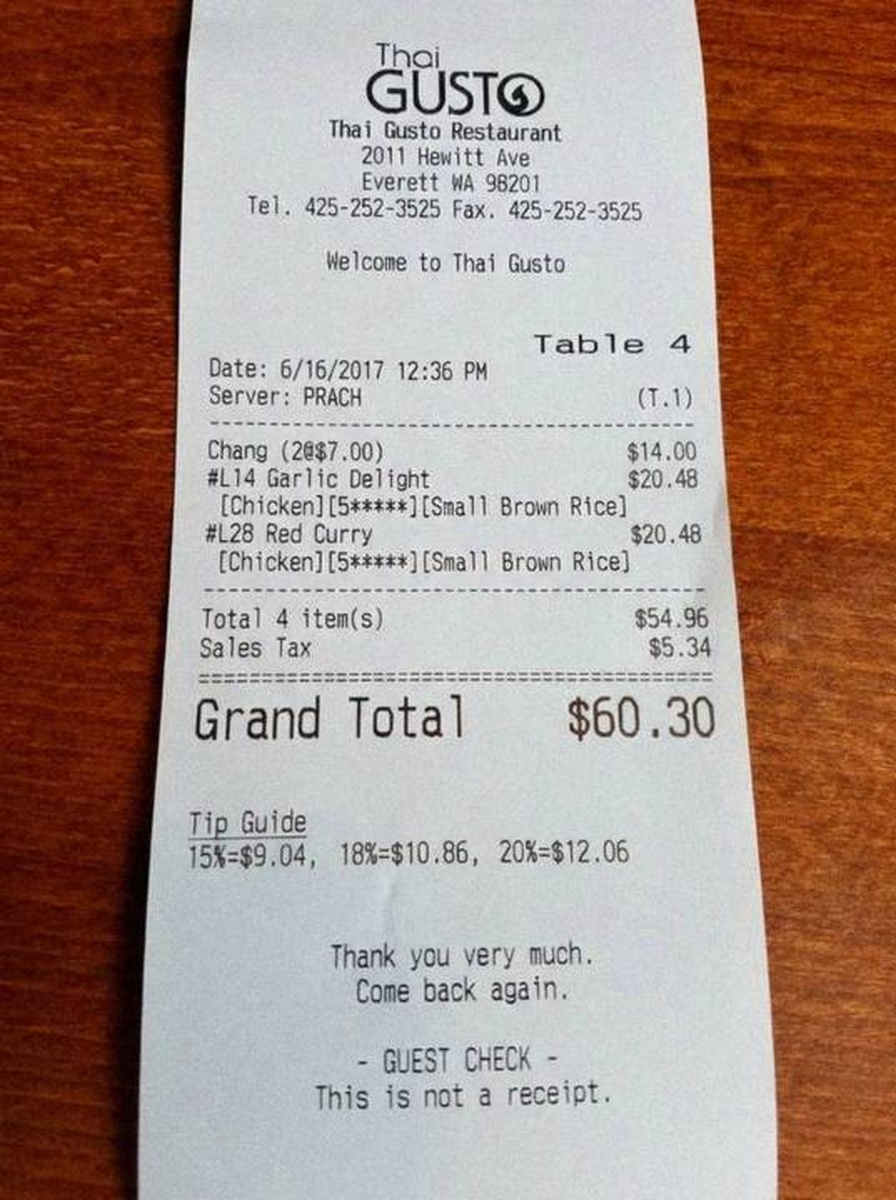 Thai
GUSTO
Thai Gusto Restaurant
2011 Hewitt Ave
Everett WA 98201
Tel. 425-252-3525 Fax. 425-252-3525
Welcome to Thai Gusto
Table 4
Date: 6/16/2017 12:36 PM
Server: PRACH (T.1)
----------------------------------------
Chang (2@$7.00) $14.00
#L14 Garlic Delight $20.48
[Chicken][5*****][Small Brown Rice]
#L28 Red Curry $20.48
[Chicken][5*****][Small Brown Rice]
----------------------------------------
Total 4 item(s) $54.96
Sales Tax $5.34
========================================
Grand Total $60.30
Tip Guide
15%=$9.04, 18%=$10.86, 20%=$12.06
Thank you very much.
Come back again.
- GUEST CHECK -
This is not a receipt.